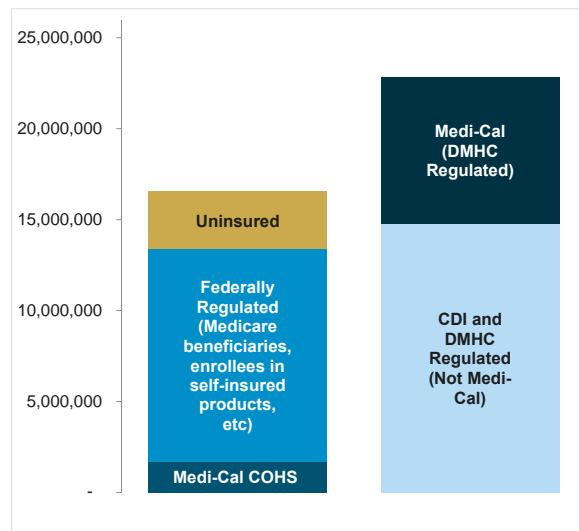 25,000,000
20,000,000
15,000,000
10,000,000
5,000,000
-
Uninsured
Federally
Regulated
(Medicare
beneficiaries,
enrollees in
self-insured
products,
etc)
Medi-Cal COHS
Medi-Cal
(DMHC
Regulated)
CDI and
DMHC
Regulated
(Not Medi-
Cal)